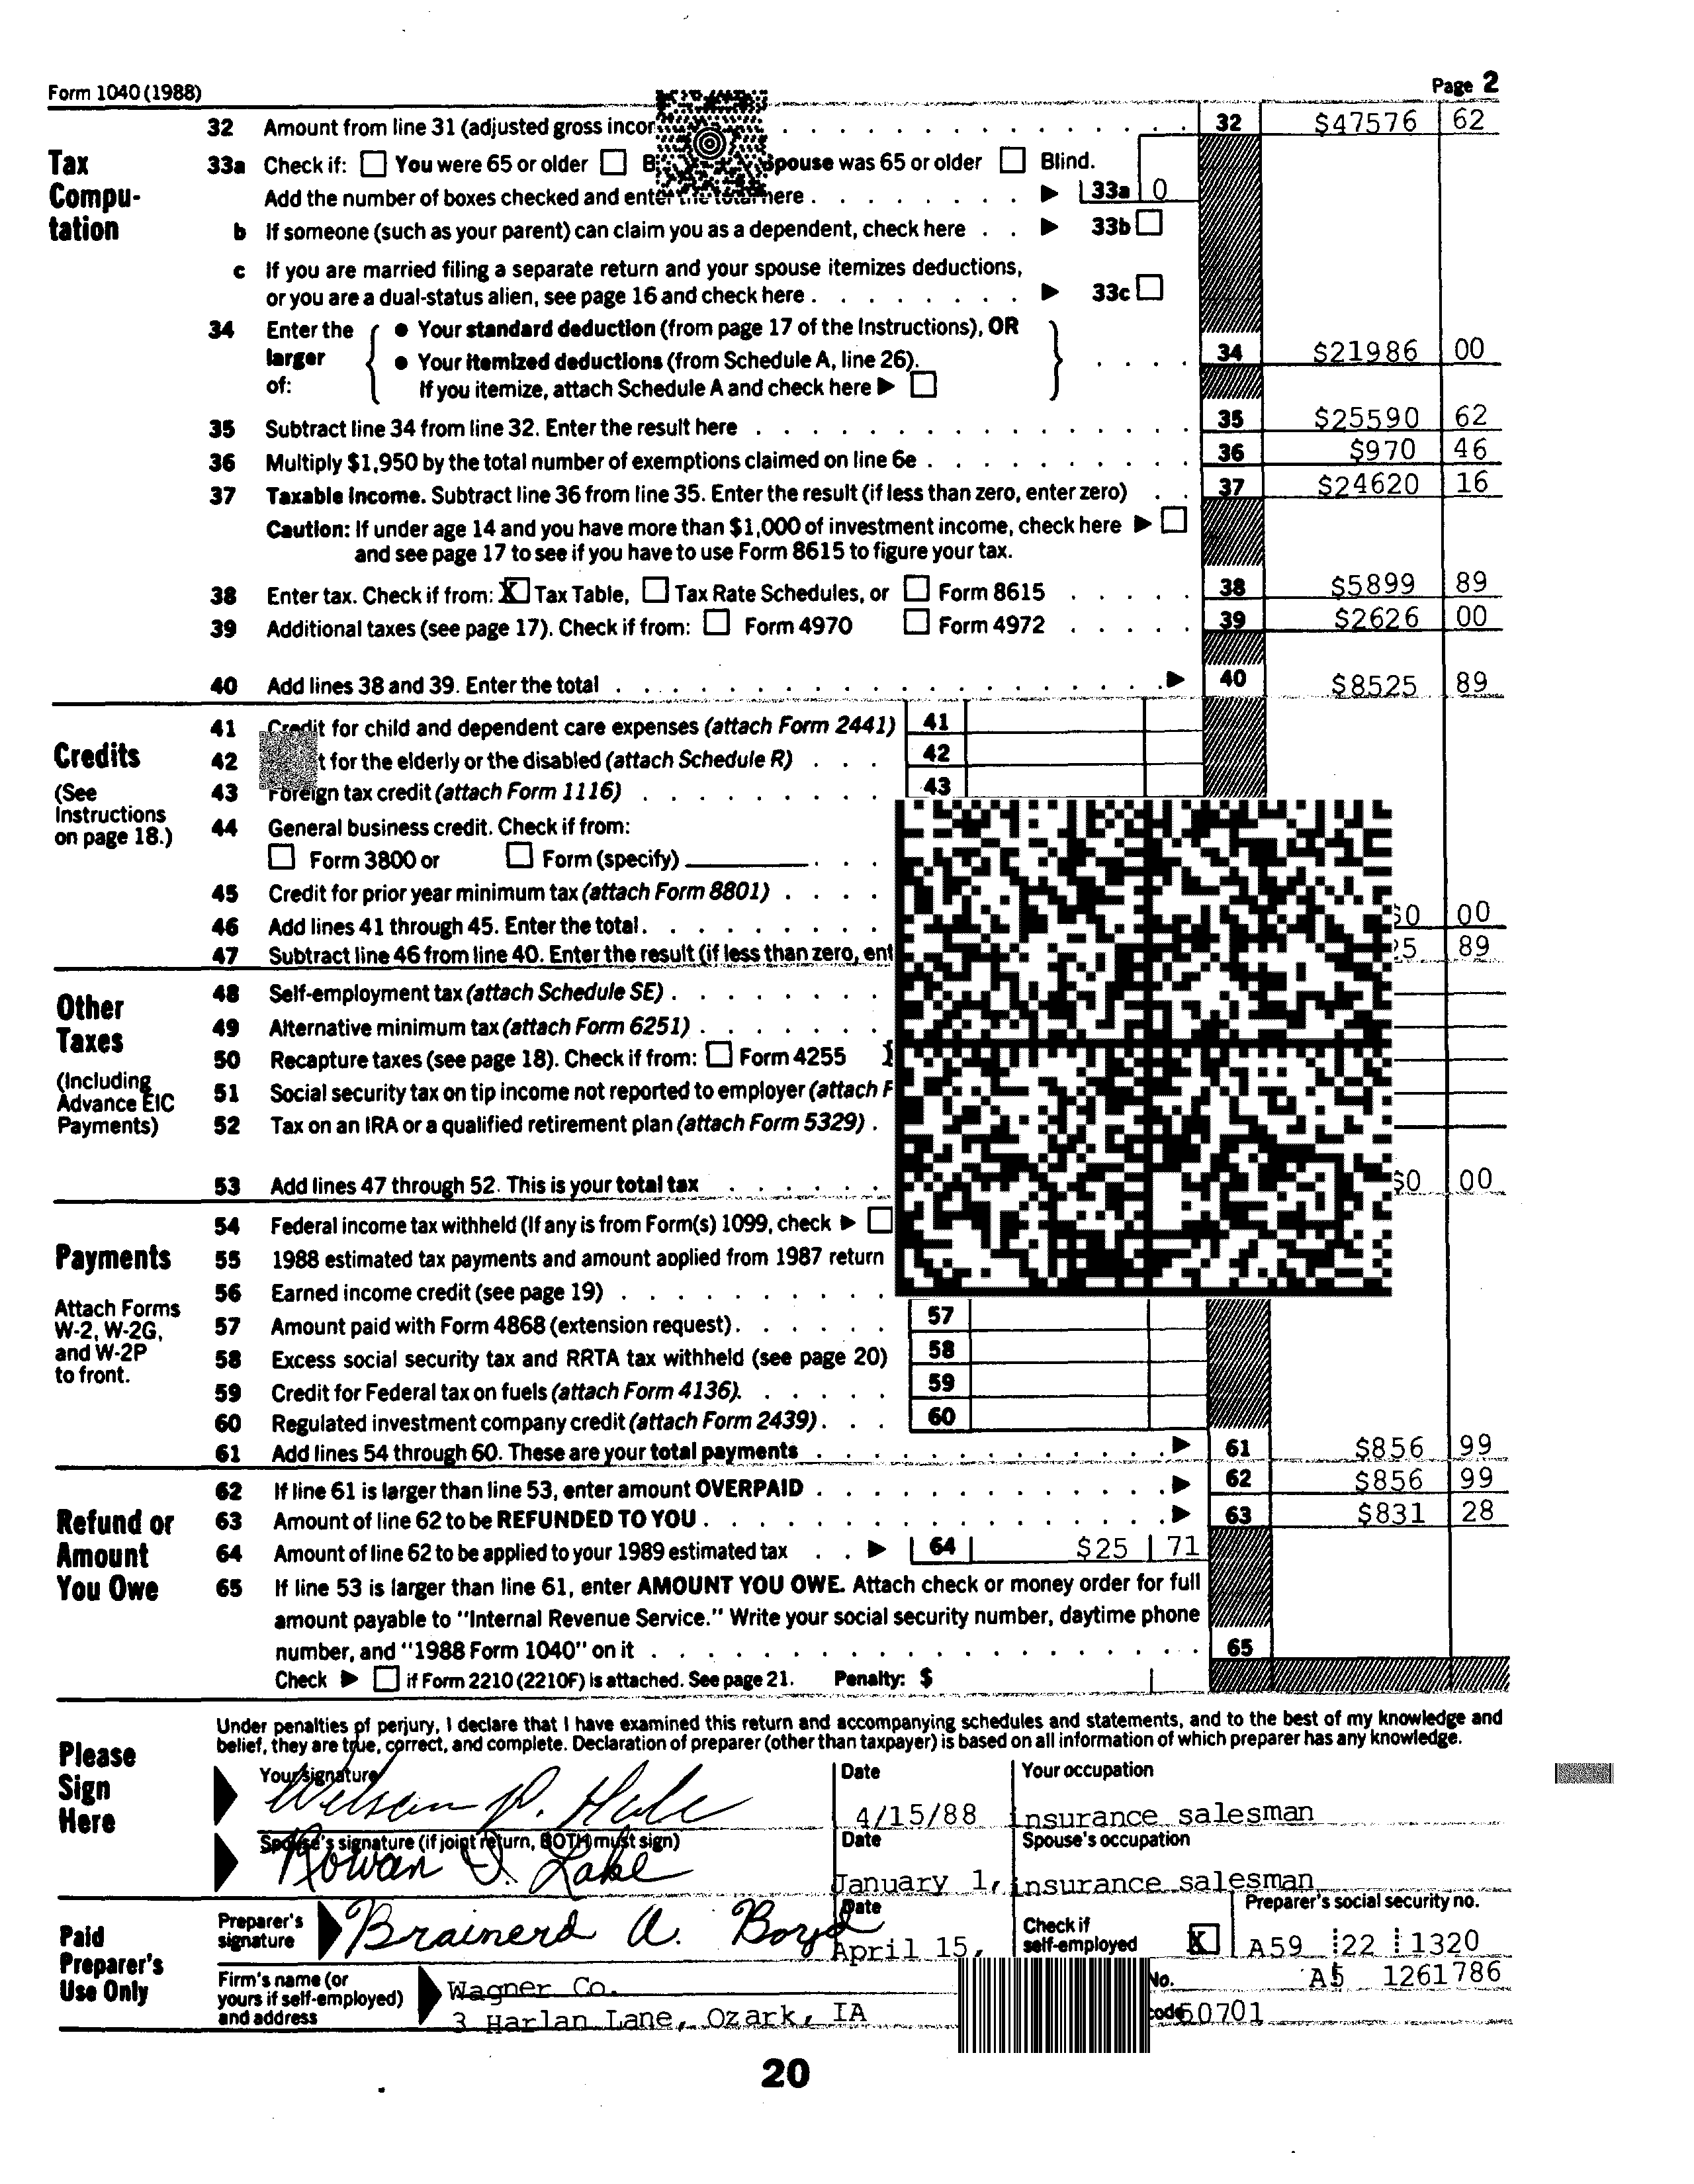 Form 1040 (1988) Page 2
32 Amount from line 31 (adjusted gross 32 $47576 62
Tax Compu- tation
33a Check if: You were 65 or older Spouse was 65 or older Blind.
Add the number of boxes checked and enter the total here 33a 0
b If someone (such as your parent) can claim you as a dependent, check here 33b
c If you are married filing a separate return and your spouse itemizes deductions,
or you are a dual-status alien, see page 16 and check here 33c
34 Enter the larger of:
• Your standard deduction (from page 17 of the Instructions), OR
• Your itemized deductions (from Schedule A, line 26).
If you itemize, attach Schedule A and check here
34 $21986 00
35 Subtract line 34 from line 32. Enter the result here 35 $25590 62
36 Multiply $1,950 by the total number of exemptions claimed on line 6e 36 $970 46
37 Taxable income. Subtract line 36 from line 35. Enter the result (if less than zero, enter zero) 37 $24620 16
Caution: If under age 14 and you have more than $1,000 of investment income, check here
and see page 17 to see if you have to use Form 8615 to figure your tax.
38 Enter tax. Check if from: X Tax Table, Tax Rate Schedules, or Form 8615 38 $5899 89
39 Additional taxes (see page 17). Check if from: Form 4970 Form 4972 39 $2626 00
40 Add lines 38 and 39. Enter the total 40 $8525 89
Credits
(See Instructions on page 18.)
41 Credit for child and dependent care expenses (attach Form 2441) 41
42 for the elderly or the disabled (attach Schedule R) 42
43 Foreign tax credit (attach Form 1116) 43
44 General business credit. Check if from:
Form 3800 or Form (specify)
45 Credit for prior year minimum tax (attach Form 8801)
46 Add lines 41 through 45. Enter the total. $0 00
47 Subtract line 46 from line 40. Enter the result (if less than zero, 89
Other Taxes
(Including Advance EIC Payments)
48 Self-employment tax (attach Schedule SE)
49 Alternative minimum tax (attach Form 6251)
50 Recapture taxes (see page 18). Check if from: Form 4255
51 Social security tax on tip income not reported to employer (attach
52 Tax on an IRA or a qualified retirement plan (attach Form 5329)
53 Add lines 47 through 52. This is your total tax $0 00
Payments
Attach Forms W-2, W-2G, and W-2P to front.
54 Federal income tax withheld (If any is from Form(s) 1099, check
55 1988 estimated tax payments and amount applied from 1987 return
56 Earned income credit (see page 19)
57 Amount paid with Form 4868 (extension request) 57
58 Excess social security tax and RRTA tax withheld (see page 20) 58
59 Credit for Federal tax on fuels (attach Form 4136) 59
60 Regulated investment company credit (attach Form 2439) 60
61 Add lines 54 through 60. These are your total payments 61 $856 99
Refund or Amount You Owe
62 If line 61 is larger than line 53, enter amount OVERPAID 62 $856 99
63 Amount of line 62 to be REFUNDED TO YOU 63 $831 28
64 Amount of line 62 to be applied to your 1989 estimated tax 64 $25 71
65 If line 53 is larger than line 61, enter AMOUNT YOU OWE. Attach check or money order for full
amount payable to "Internal Revenue Service." Write your social security number, daytime phone
number, and "1988 Form 1040" on it 65
Check if Form 2210 (2210F) is attached. See page 21. Penalty: $
Please Sign Here
Under penalties of perjury, I declare that I have examined this return and accompanying schedules and statements, and to the best of my knowledge and
belief, they are true, correct, and complete. Declaration of preparer (other than taxpayer) is based on all information of which preparer has any knowledge.
Your signature Date Your occupation
Wilson P. Hale 4/15/88 insurance salesman
Spouse's signature (if joint return, BOTH must sign) Date Spouse's occupation
Rowan I. Lake January 1, insurance salesman
Paid Preparer's Use Only
Preparer's signature Brainerd A. Boyd Date April 15, Check if self-employed X Preparer's social security no. A59 22 1320
Firm's name (or yours if self-employed) and address Wagner Co. No. A5 1261786
3 Harlan Lane, Ozark, IA code 50701
20